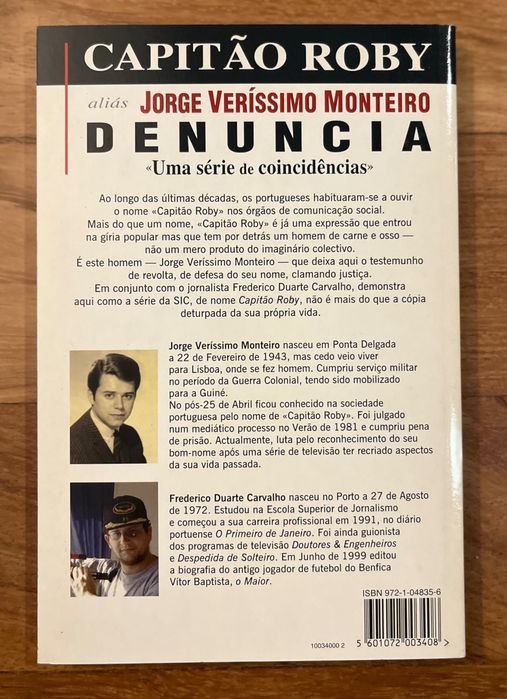 CAPITÃO ROBY
aliás JORGE VERÍSSIMO MONTEIRO
DENUNCIA
«Uma série de coincidências»
Ao longo das últimas décadas, os portugueses habituaram-se a ouvir
o nome «Capitão Roby» nos órgãos de comunicação social.
Mais do que um nome, «Capitão Roby» é já uma expressão que entrou
na gíria popular mas que tem por detrás um homem de carne e osso —
não um mero produto do imaginário colectivo.
É este homem — Jorge Veríssimo Monteiro — que deixa aqui o testemunho
de revolta, de defesa do seu nome, clamando justiça.
Em conjunto com o jornalista Frederico Duarte Carvalho, demonstra
aqui como a série da SIC, de nome Capitão Roby, não é mais do que a cópia
deturpada da sua própria vida.
Jorge Veríssimo Monteiro nasceu em Ponta Delgada
a 22 de Fevereiro de 1943, mas cedo veio viver
para Lisboa, onde se fez homem. Cumpriu serviço militar
no período da Guerra Colonial, tendo sido mobilizado
para a Guiné.
No pós-25 de Abril ficou conhecido na sociedade
portuguesa pelo nome de «Capitão Roby». Foi julgado
num mediático processo no Verão de 1981 e cumpriu pena
de prisão. Actualmente, luta pelo reconhecimento do seu
bom-nome após uma série de televisão ter recriado aspectos
da sua vida passada.
Frederico Duarte Carvalho nasceu no Porto a 27 de Agosto
de 1972. Estudou na Escola Superior de Jornalismo
e começou a sua carreira profissional em 1991, no diário
portuense O Primeiro de Janeiro. Foi ainda guionista
dos programas de televisão Doutores & Engenheiros
e Despedida de Solteiro. Em Junho de 1999 editou
a biografia do antigo jogador de futebol do Benfica
Vítor Baptista, o Maior.
ISBN 972-1-04835-6
10034000 2
5 601072 003408 >